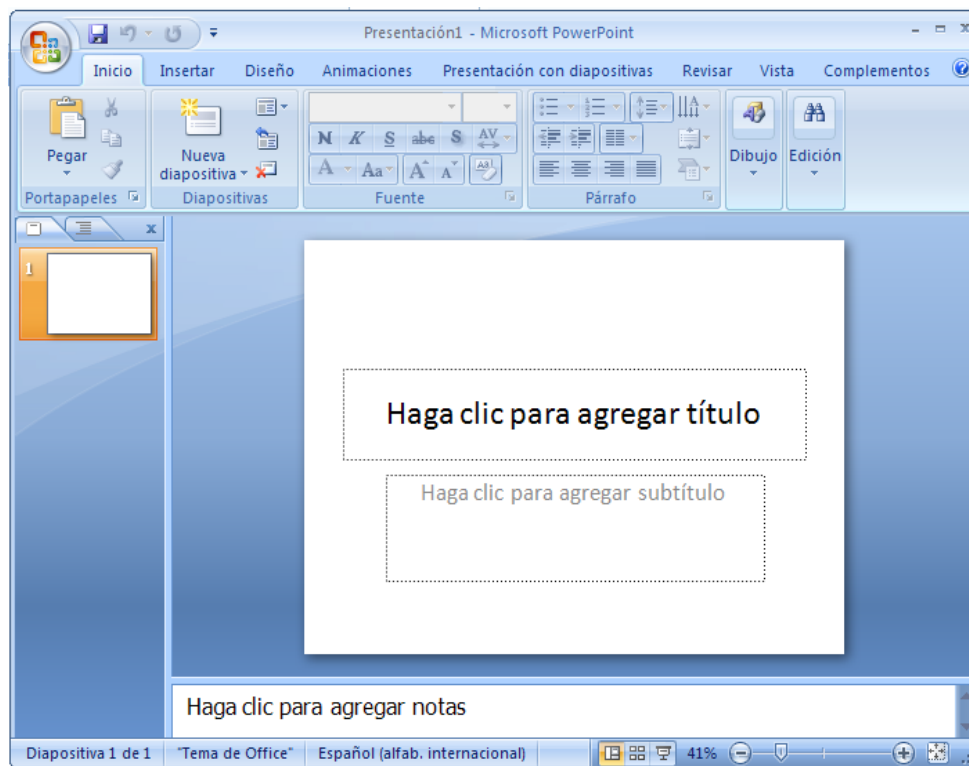 Presentación1 - Microsoft PowerPoint
Inicio Insertar Diseño Animaciones Presentación con diapositivas Revisar Vista Complementos
Pegar
Nueva
diapositiva
N K S abc S AV
A Aa A A
Dibujo Edición
Portapapeles Diapositivas Fuente Párrafo
1
Haga clic para agregar título
Haga clic para agregar subtítulo
Haga clic para agregar notas
Diapositiva 1 de 1 "Tema de Office" Español (alfab. internacional) 41%